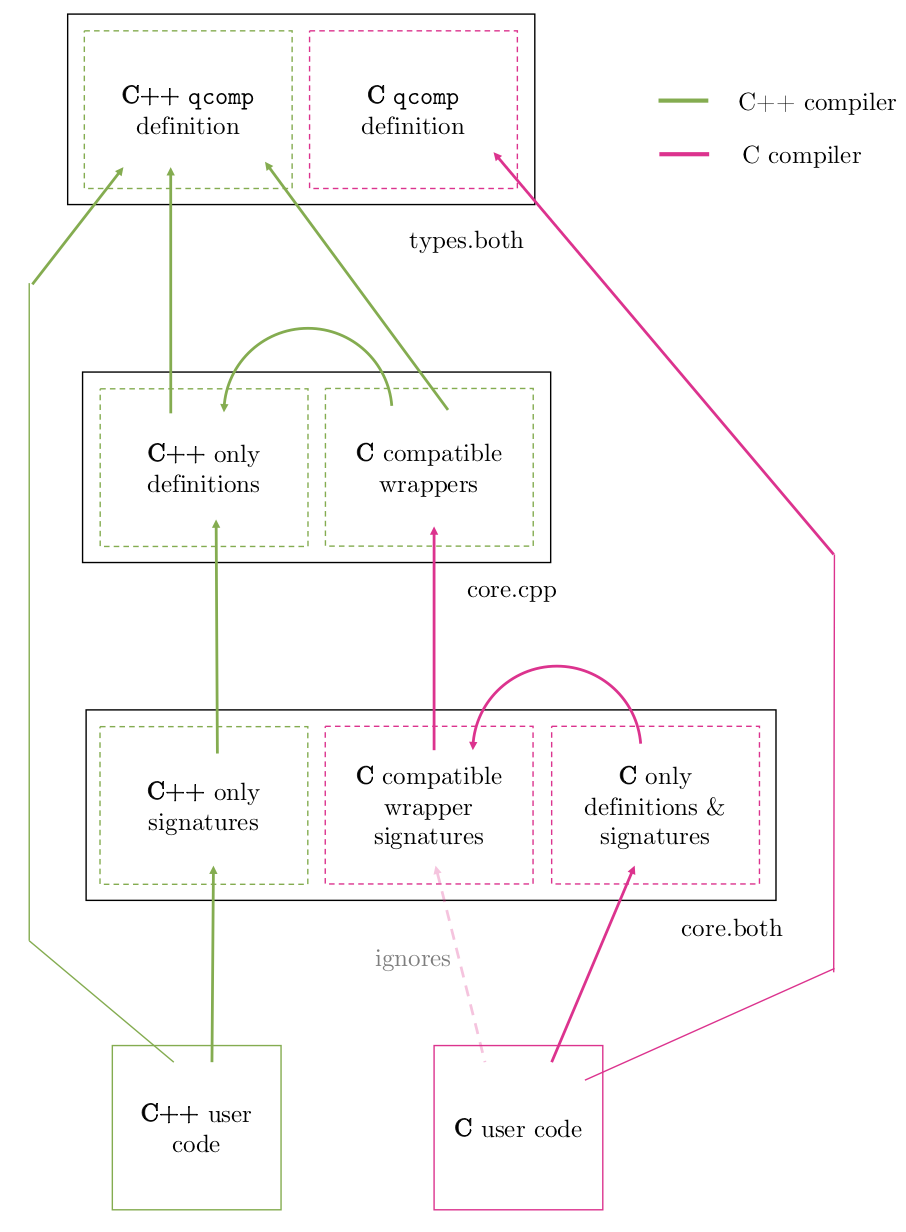 C++ qcomp
definition
C qcomp
definition
C++ compiler
C compiler
types.both
C++ only
definitions
C compatible
wrappers
core.cpp
C++ only
signatures
C compatible
wrapper
signatures
C only
definitions &
signatures
core.both
ignores
C++ user
code
C user code